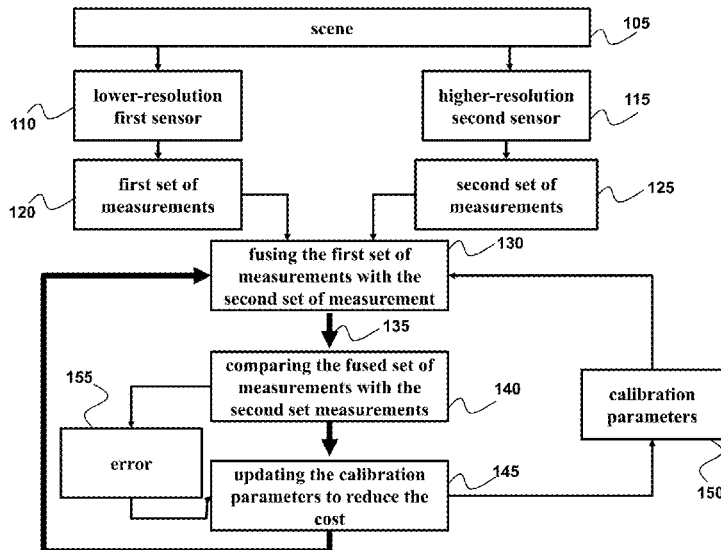 scene
105
lower-resolution
first sensor
110
higher-resolution
second sensor
115
first set of
measurements
120
second set of
measurements
125
fusing the first set of
measurements with the
second set of measurement
130
135
comparing the fused set of
measurements with the
second set measurements
140
155
error
calibration
parameters
150
updating the calibration
parameters to reduce the
cost
145